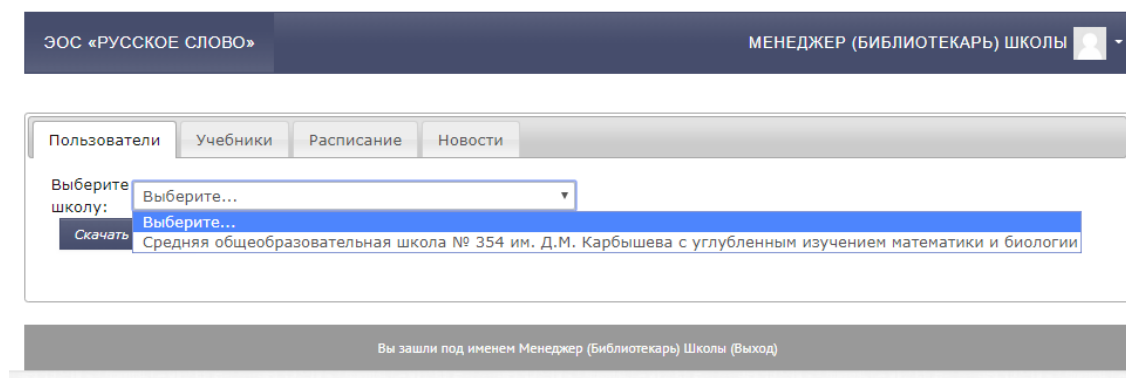 ЭОС «РУССКОЕ СЛОВО»
МЕНЕДЖЕР (БИБЛИОТЕКАРЬ) ШКОЛЫ
Пользователи Учебники Расписание Новости
Выберите школу:
Выберите...
Выберите...
Скачать
Средняя общеобразовательная школа № 354 им. Д.М. Карбышева с углубленным изучением математики и биологии
Вы зашли под именем Менеджер (Библиотекарь) Школы (Выход)